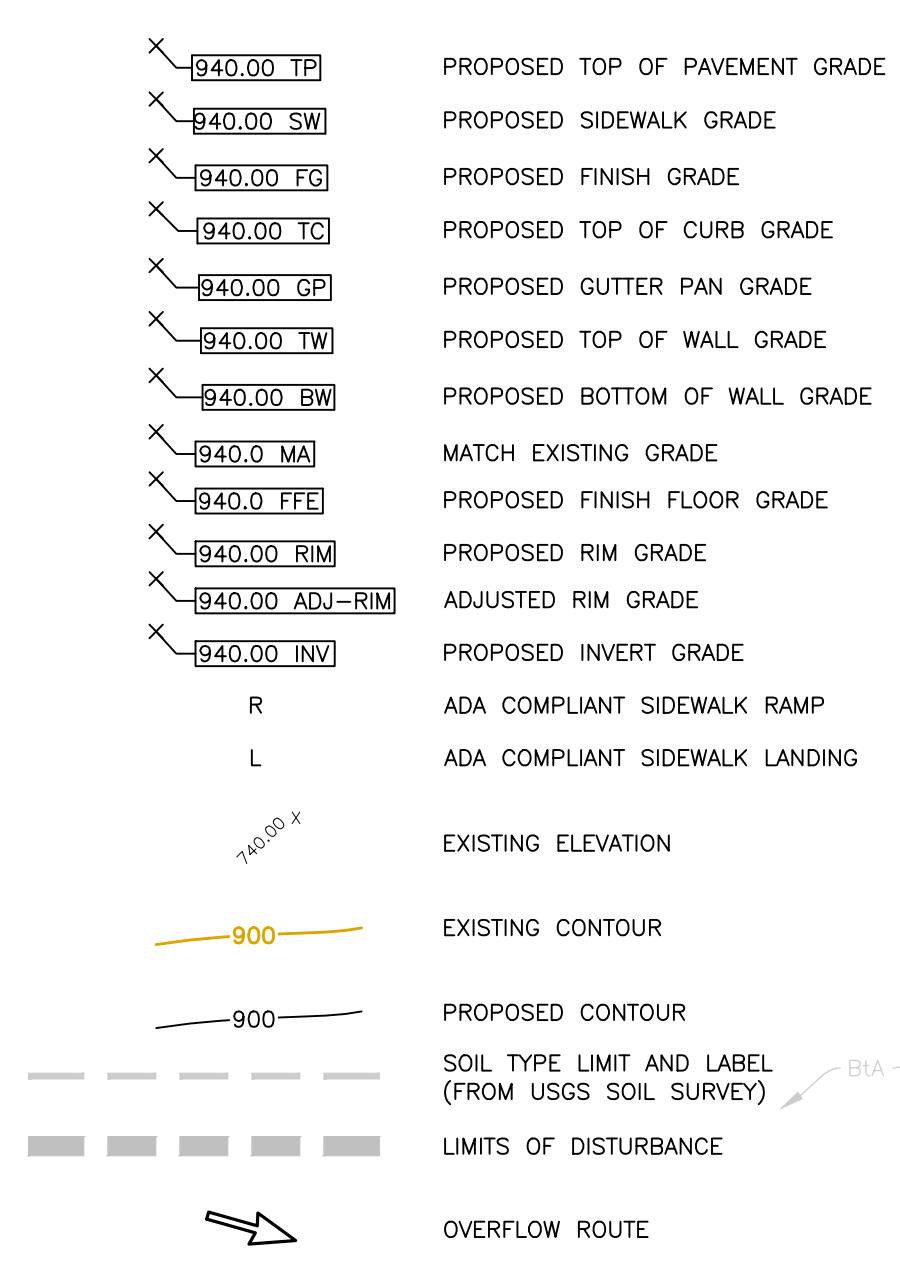 940.00 TP PROPOSED TOP OF PAVEMENT GRADE
940.00 SW PROPOSED SIDEWALK GRADE
940.00 FG PROPOSED FINISH GRADE
940.00 TC PROPOSED TOP OF CURB GRADE
940.00 GP PROPOSED GUTTER PAN GRADE
940.00 TW PROPOSED TOP OF WALL GRADE
940.00 BW PROPOSED BOTTOM OF WALL GRADE
940.0 MA MATCH EXISTING GRADE
940.0 FFE PROPOSED FINISH FLOOR GRADE
940.00 RIM PROPOSED RIM GRADE
940.00 ADJ-RIM ADJUSTED RIM GRADE
940.00 INV PROPOSED INVERT GRADE
R ADA COMPLIANT SIDEWALK RAMP
L ADA COMPLIANT SIDEWALK LANDING
740.00 x EXISTING ELEVATION
900 EXISTING CONTOUR
900 PROPOSED CONTOUR
SOIL TYPE LIMIT AND LABEL
(FROM USGS SOIL SURVEY)
BtA
LIMITS OF DISTURBANCE
OVERFLOW ROUTE